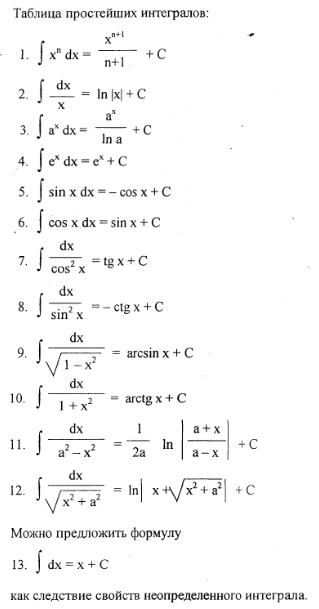 Таблица простейших интегралов:
1. ∫ xⁿ dx = xⁿ⁺¹/n+1 + C
2. ∫ dx/x = ln |x| + C
3. ∫ aˣ dx = aˣ/ln a + C
4. ∫ eˣ dx = eˣ + C
5. ∫ sin x dx = – cos x + C
6. ∫ cos x dx = sin x + C
7. ∫ dx/cos² x = tg x + C
8. ∫ dx/sin² x = – ctg x + C
9. ∫ dx/√(1 – x²) = arcsin x + C
10. ∫ dx/1 + x² = arctg x + C
11. ∫ dx/a² – x² = 1/2a ln |a + x/a – x| + C
12. ∫ dx/√(x² + a²) = ln| x +√(x² + a²)| + C
Можно предложить формулу
13. ∫ dx = x + C
как следствие свойств неопределенного интеграла.